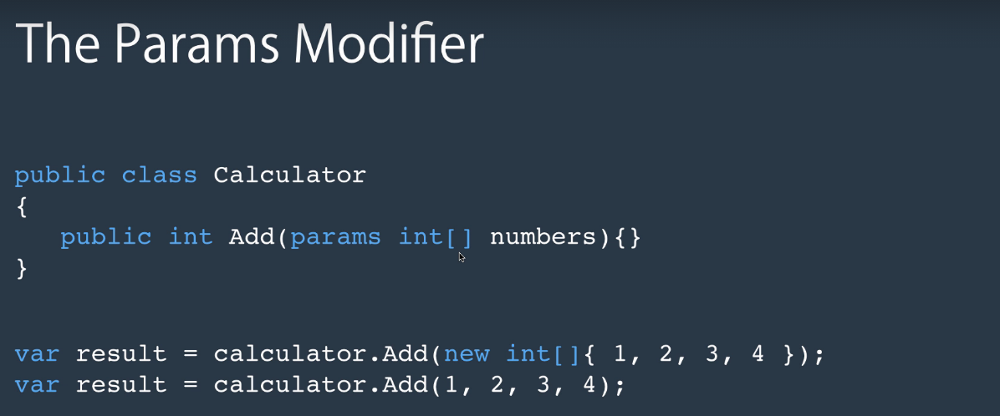 The Params Modifier
public class Calculator
{
public int Add(params int[] numbers){}
}
var result = calculator.Add(new int[]{ 1, 2, 3, 4 });
var result = calculator.Add(1, 2, 3, 4);